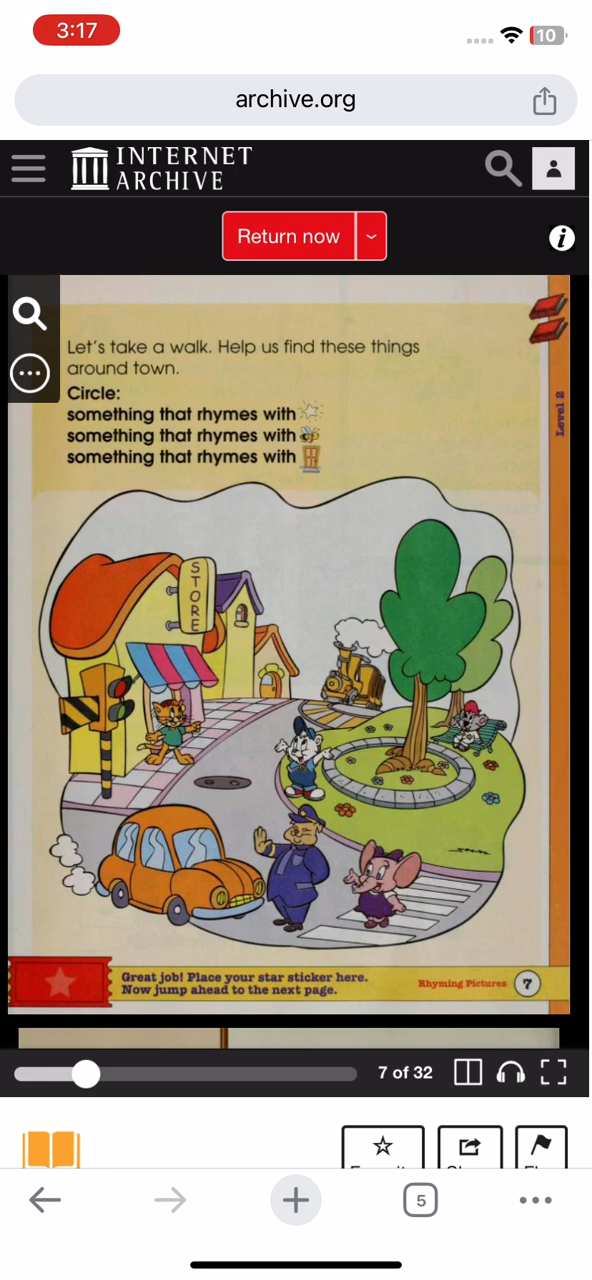 3:17
10
archive.org
INTERNET
ARCHIVE
Return now
Let's take a walk. Help us find these things
around town.
Circle:
something that rhymes with
something that rhymes with
something that rhymes with
Level 2
STORE
Great job! Place your star sticker here.
Now jump ahead to the next page.
Rhyming Pictures 7
7 of 32
5